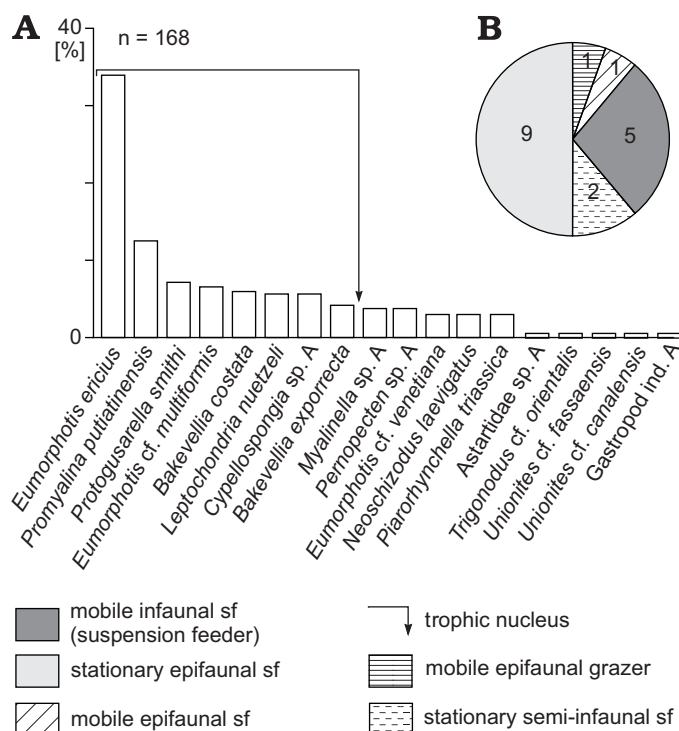 A
B
40
[%]
n = 168
0
1
1
9
5
2
Eumorphotis ericius
Promyalina putiatinensis
Protogusarella smithi
Eumorphotis cf. multiformis
Bakevellia costata
Leptochondria nuetzeli
Cypellospongia sp. A
Bakevellia exporrecta
Myalinella sp. A
Pernopecten sp. A
Eumorphotis cf. venetiana
Neoschizodus laevigatus
Piarorhynchella triassica
Astartidae sp. A
Trigonodus cf. orientalis
Unionites cf. fassaensis
Unionites cf. canalensis
Gastropod ind. A
mobile infaunal sf
(suspension feeder)
stationary epifaunal sf
mobile epifaunal sf
trophic nucleus
mobile epifaunal grazer
stationary semi-infaunal sf